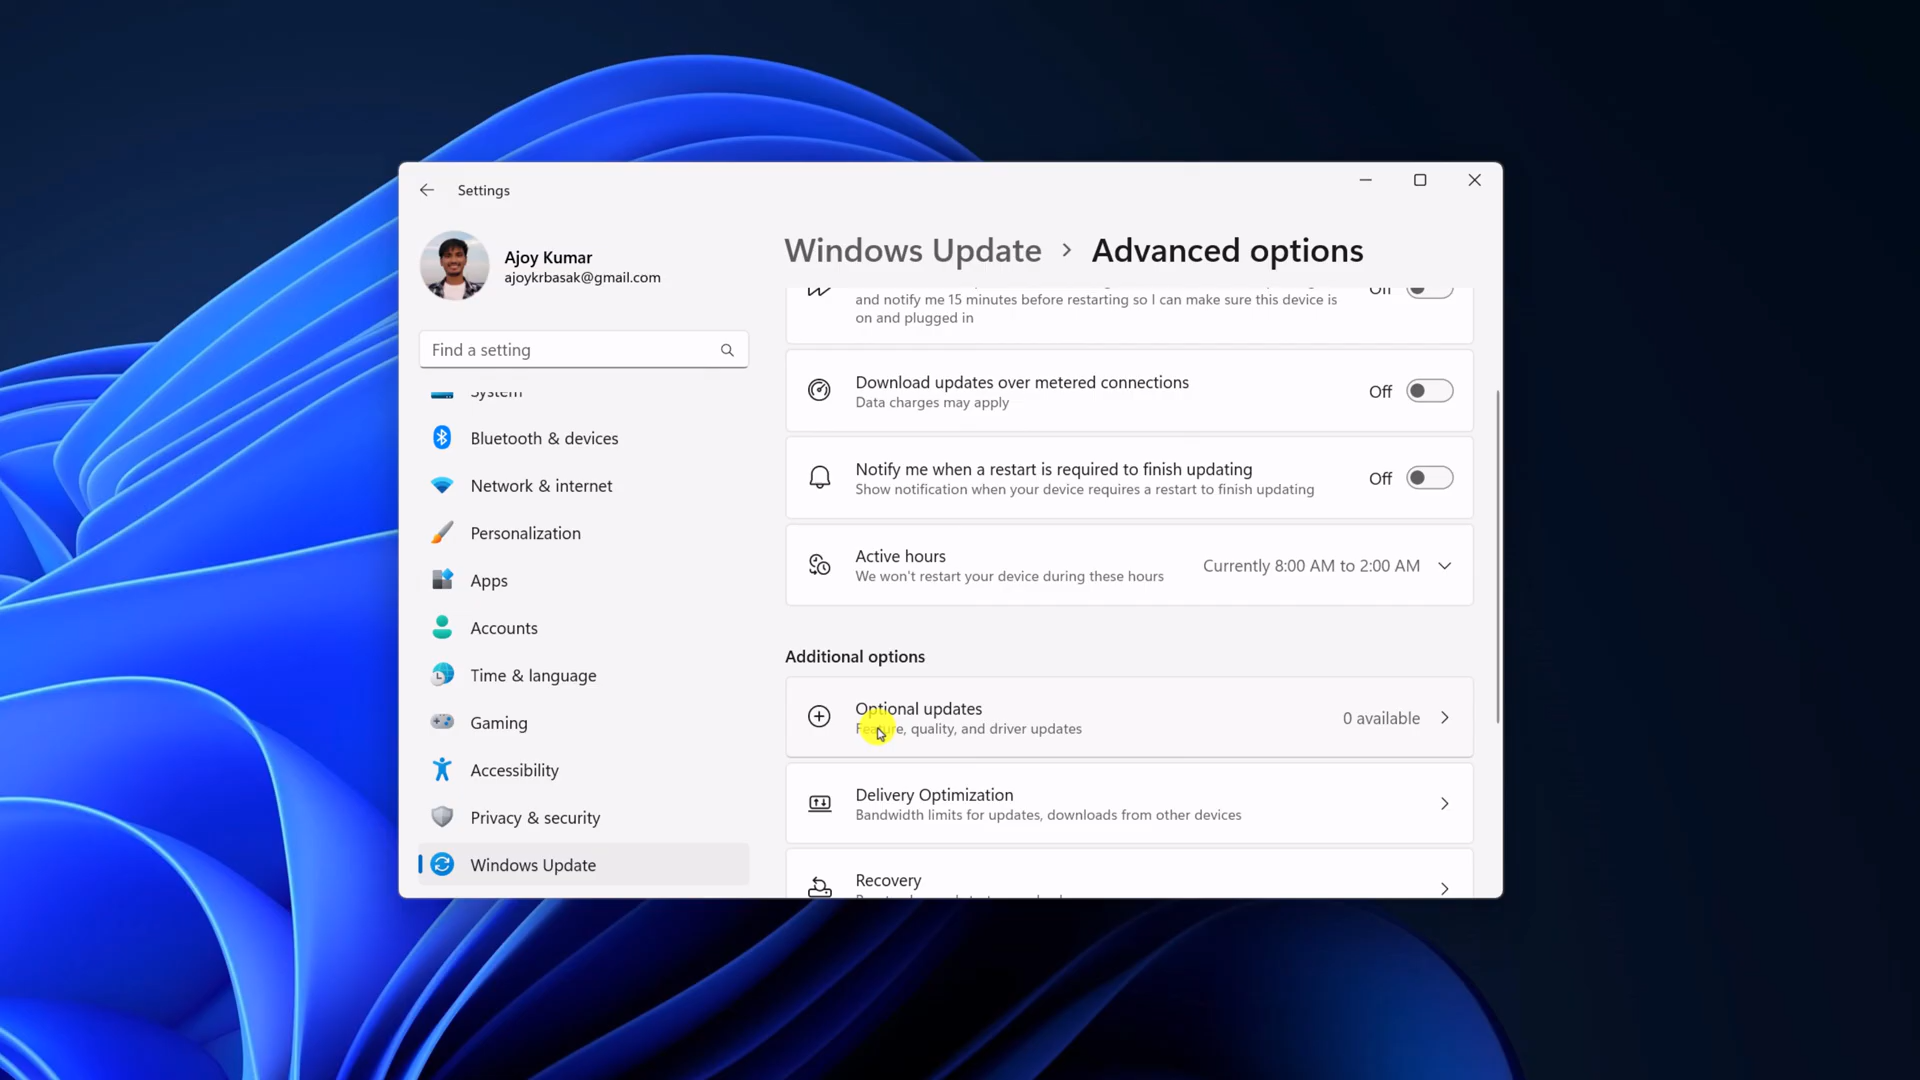 Settings
Ajoy Kumar
ajoykrbasak@gmail.com
Find a setting
System
Bluetooth & devices
Network & internet
Personalization
Apps
Accounts
Time & language
Gaming
Accessibility
Privacy & security
Windows Update
Windows Update > Advanced options
Off
and notify me 15 minutes before restarting so I can make sure this device is
on and plugged in
Download updates over metered connections
Data charges may apply
Off
Notify me when a restart is required to finish updating
Show notification when your device requires a restart to finish updating
Off
Active hours
We won't restart your device during these hours
Currently 8:00 AM to 2:00 AM
Additional options
Optional updates
Feature, quality, and driver updates
0 available
Delivery Optimization
Bandwidth limits for updates, downloads from other devices
Recovery